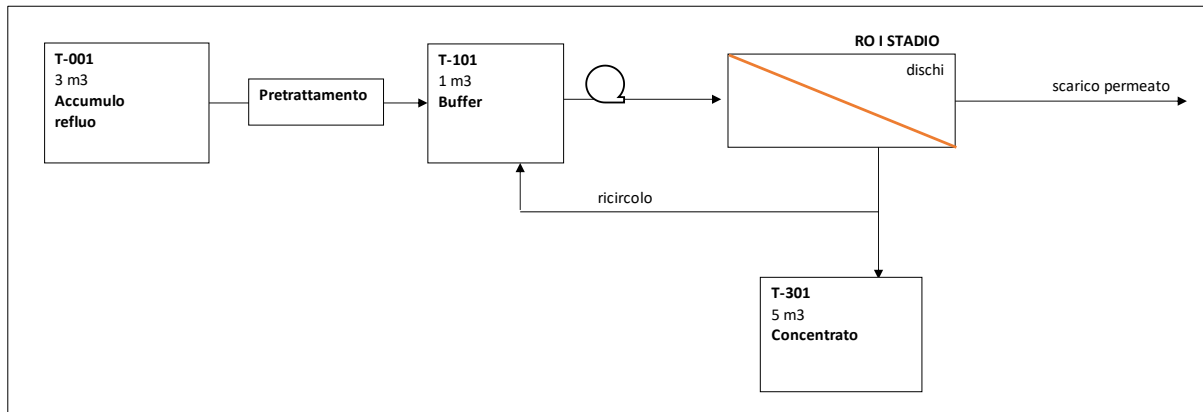 RO I STADIO
T-001
3 m3
Accumulo
refluo
Pretrattamento
T-101
1 m3
Buffer
dischi
scarico permeato
ricircolo
T-301
5 m3
Concentrato